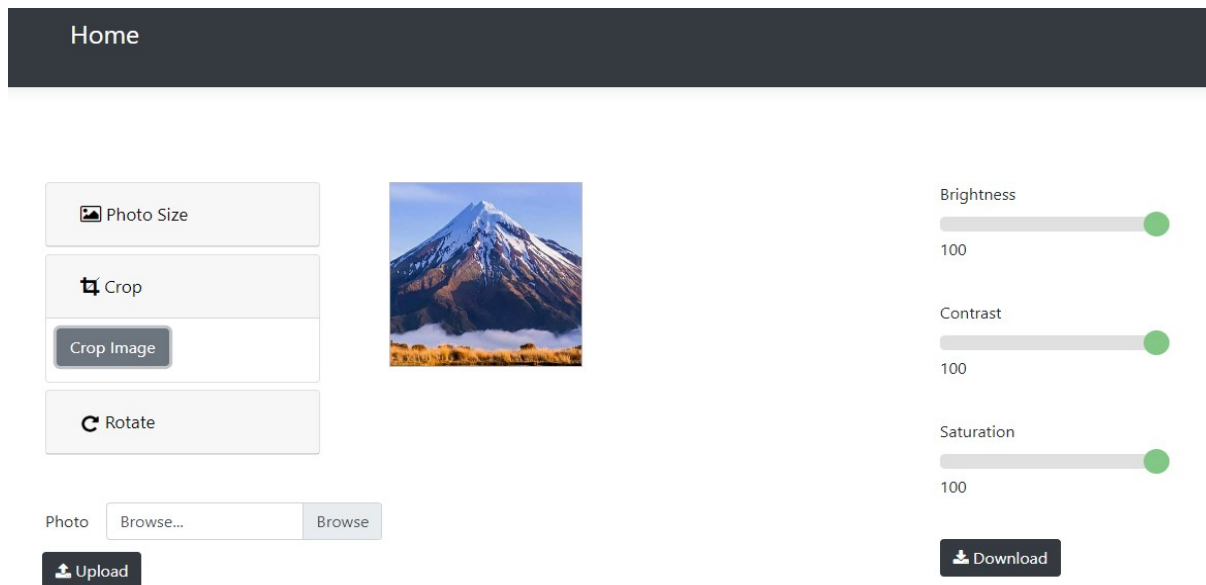 Home
Photo Size
Crop
Crop Image
Rotate
Photo Browse... Browse
Upload
Brightness
100
Contrast
100
Saturation
100
Download